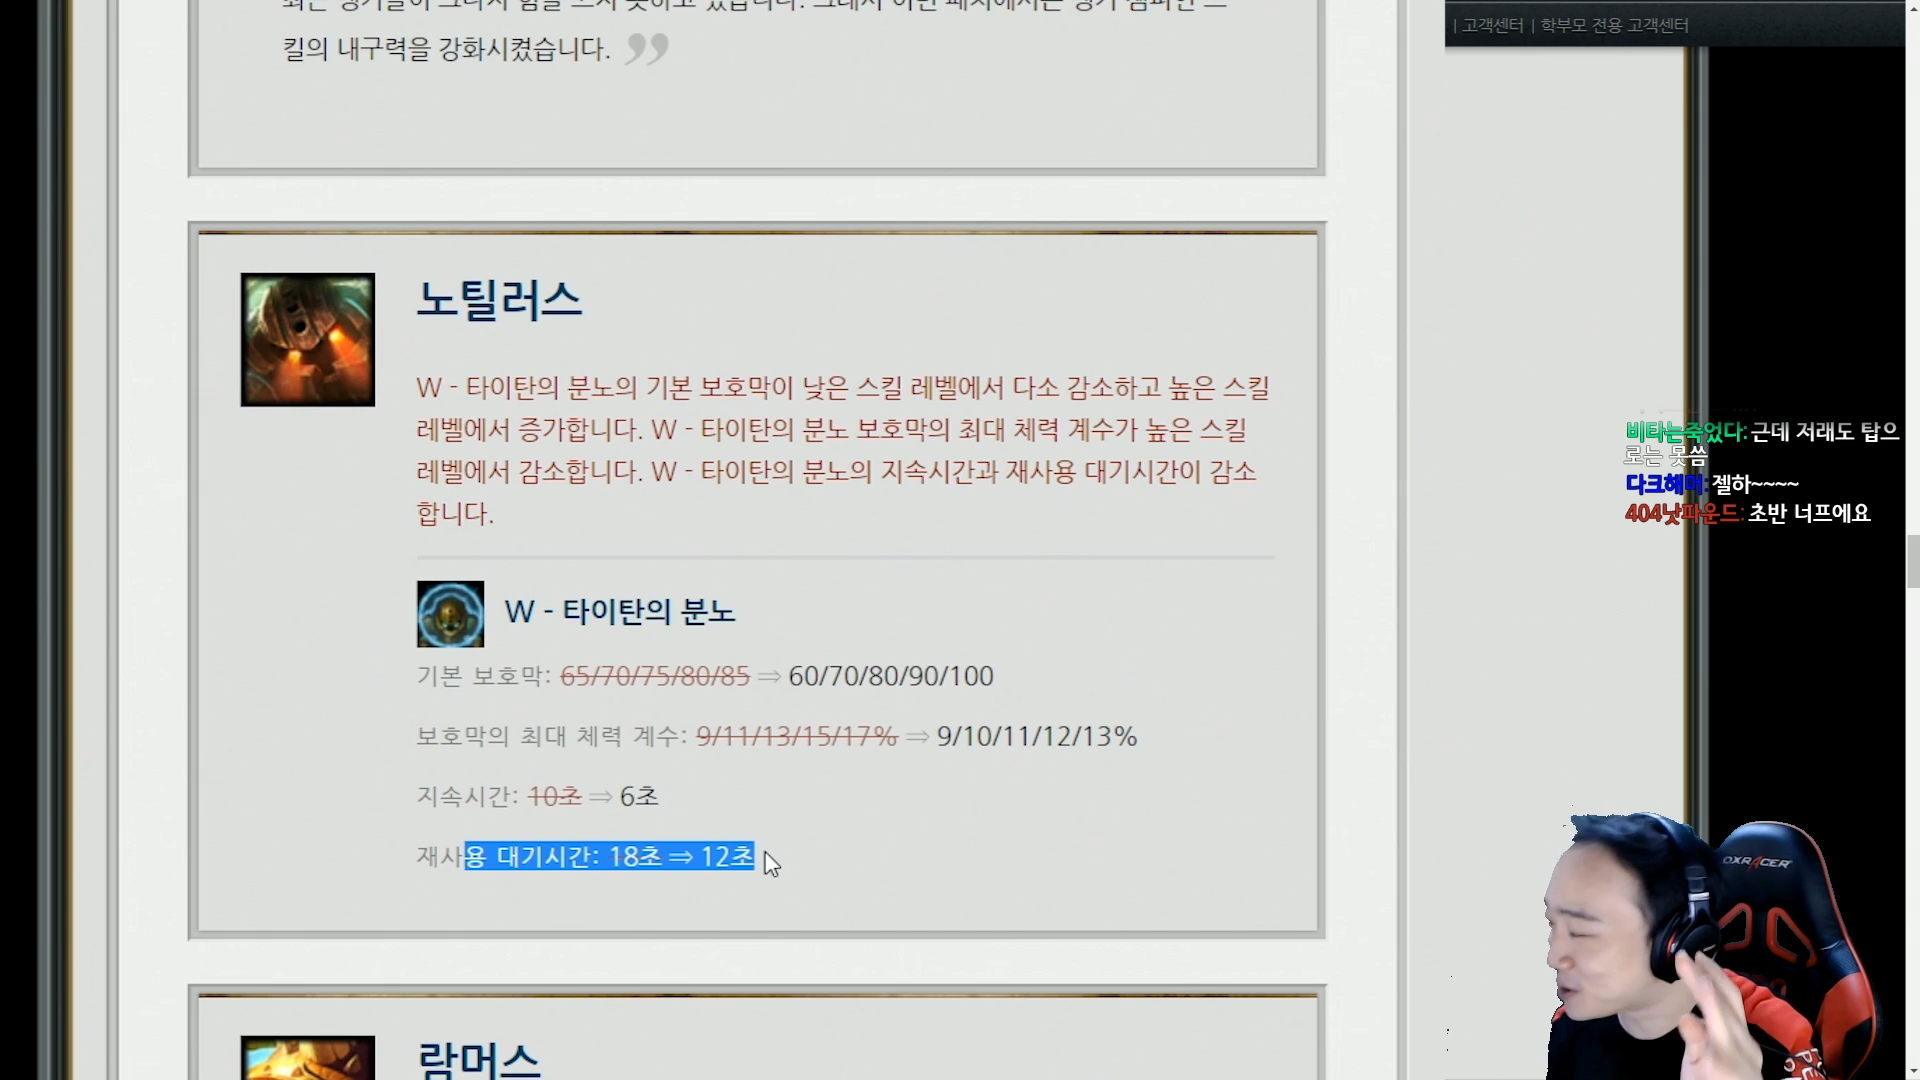 킬의 내구력을 강화시켰습니다.
| 고객센터 | 학부모 전용 고객센터
노틸러스
W - 타이탄의 분노의 기본 보호막이 낮은 스킬 레벨에서 다소 감소하고 높은 스킬
레벨에서 증가합니다. W - 타이탄의 분노 보호막의 최대 체력 계수가 높은 스킬
레벨에서 감소합니다. W - 타이탄의 분노의 지속시간과 재사용 대기시간이 감소
합니다.
W - 타이탄의 분노
기본 보호막: 65/70/75/80/85 ⇒ 60/70/80/90/100
보호막의 최대 체력 계수: 9/11/13/15/17% ⇒ 9/10/11/12/13%
지속시간: 10초 ⇒ 6초
재사용 대기시간: 18초 ⇒ 12초
람머스
비타는죽었다: 근데 저래도 탑으
로는 못씀
다크해머: 젤하~~~~
404낫파운드: 초반 너프에요
DXRACER